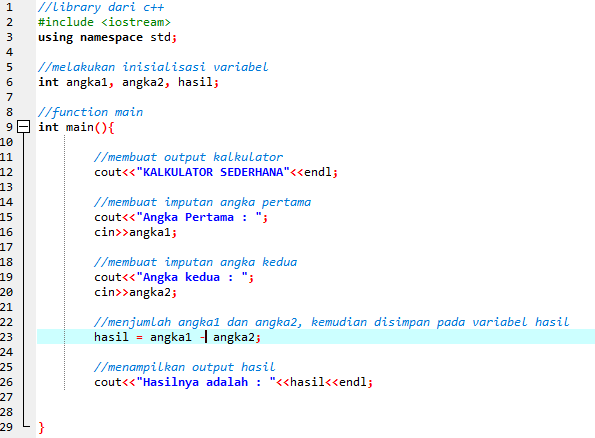 1 //library dari c++
2 #include <iostream>
3 using namespace std;
4
5 //melakukan inisialisasi variabel
6 int angka1, angka2, hasil;
7
8 //function main
9 int main(){
10
11 //membuat output kalkulator
12 cout<<"KALKULATOR SEDERHANA"<<endl;
13
14 //membuat imputan angka pertama
15 cout<<"Angka Pertama : ";
16 cin>>angka1;
17
18 //membuat imputan angka kedua
19 cout<<"Angka kedua : ";
20 cin>>angka2;
21
22 //menjumlah angka1 dan angka2, kemudian disimpan pada variabel hasil
23 hasil = angka1 - angka2;
24
25 //menampilkan output hasil
26 cout<<"Hasilnya adalah : "<<hasil<<endl;
27
28
29 }